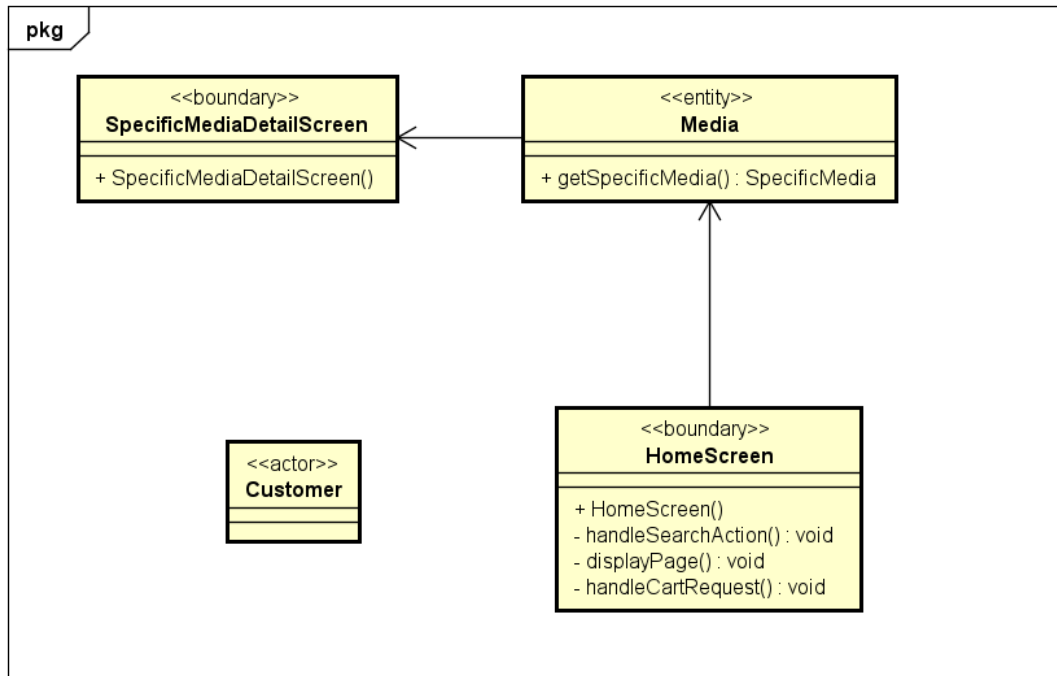 pkg
<<boundary>>
SpecificMediaDetailScreen
+ SpecificMediaDetailScreen()
<<entity>>
Media
+ getSpecificMedia() : SpecificMedia
<<actor>>
Customer
<<boundary>>
HomeScreen
+ HomeScreen()
- handleSearchAction() : void
- displayPage() : void
- handleCartRequest() : void